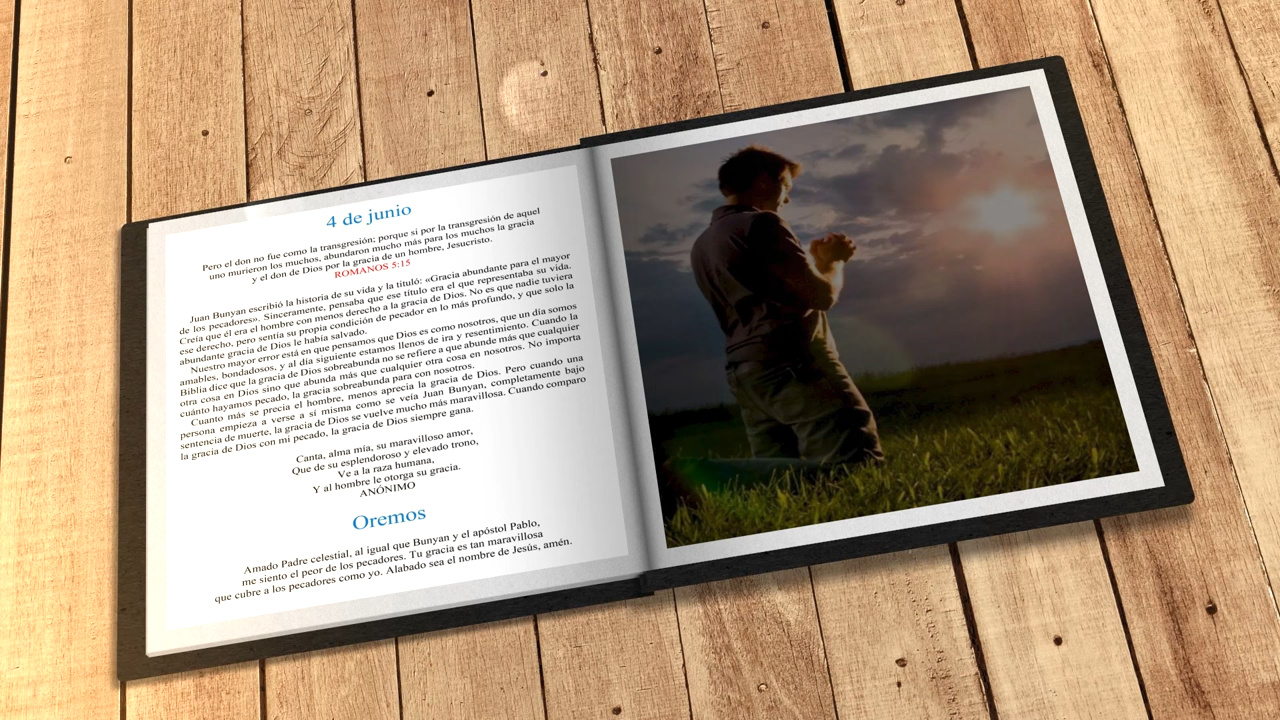 4 de junio
Pero el don no fue como la transgresión; porque si por la transgresión de aquel
uno murieron los muchos, abundaron mucho más para los muchos la gracia
y el don de Dios por la gracia de un hombre, Jesucristo.
ROMANOS 5:15
Juan Bunyan escribió la historia de su vida y la tituló: «Gracia abundante para el mayor
de los pecadores». Sinceramente, pensaba que ese título era el que representaba su vida.
Creía que él era el hombre con menos derecho a la gracia de Dios. No es que nadie tuviera
ese derecho, pero sentía su propia condición de pecador en lo más profundo, y que solo la
abundante gracia de Dios le había salvado.
Nuestro mayor error está en que pensamos que Dios es como nosotros, que un día somos
amables, bondadosos, y al día siguiente estamos llenos de ira y resentimiento. Cuando la
Biblia dice que la gracia de Dios sobreabunda no se refiere a que abunde más que cualquier
otra cosa en Dios sino que abunda más que cualquier otra cosa en nosotros. No importa
cuánto hayamos pecado, la gracia sobreabunda para con nosotros.
Cuanto más se precia el hombre, menos aprecia la gracia de Dios. Pero cuando una
persona empieza a verse a sí misma como se veía Juan Bunyan, completamente bajo
sentencia de muerte, la gracia de Dios se vuelve mucho más maravillosa. Cuando comparo
la gracia de Dios con mi pecado, la gracia de Dios siempre gana.
Canta, alma mía, su maravilloso amor,
Que de su esplendoroso y elevado trono,
Ve a la raza humana,
Y al hombre le otorga su gracia.
ANÓNIMO
Oremos
Amado Padre celestial, al igual que Bunyan y el apóstol Pablo,
me siento el peor de los pecadores. Tu gracia es tan maravillosa
que cubre a los pecadores como yo. Alabado sea el nombre de Jesús, amén.